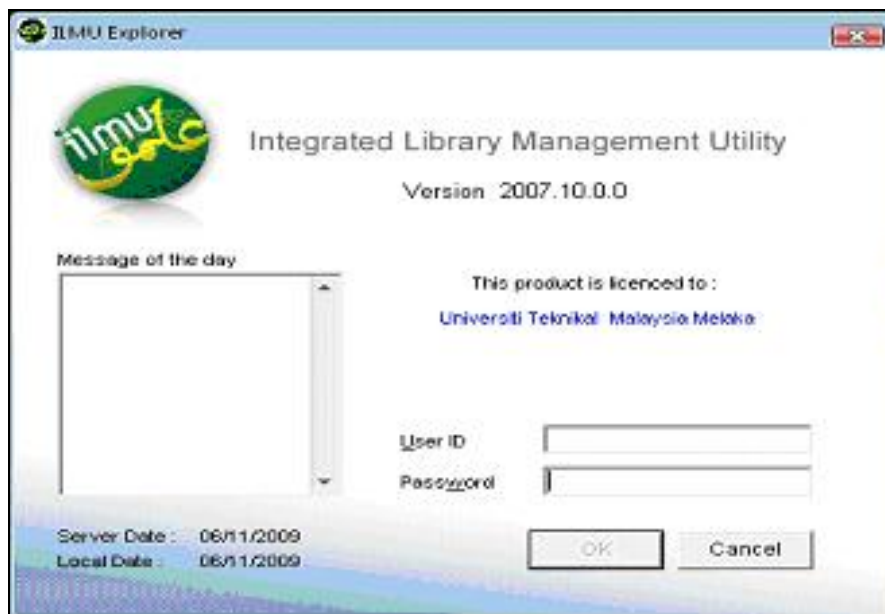 ILMU Explorer
ilmu
علمو
Integrated Library Management Utility
Version 2007.10.0.0
Message of the day
This product is licenced to :
Universiti Teknikal Malaysia Melaka
User ID
Password
Server Date : 06/11/2009
Local Date : 06/11/2009
OK
Cancel